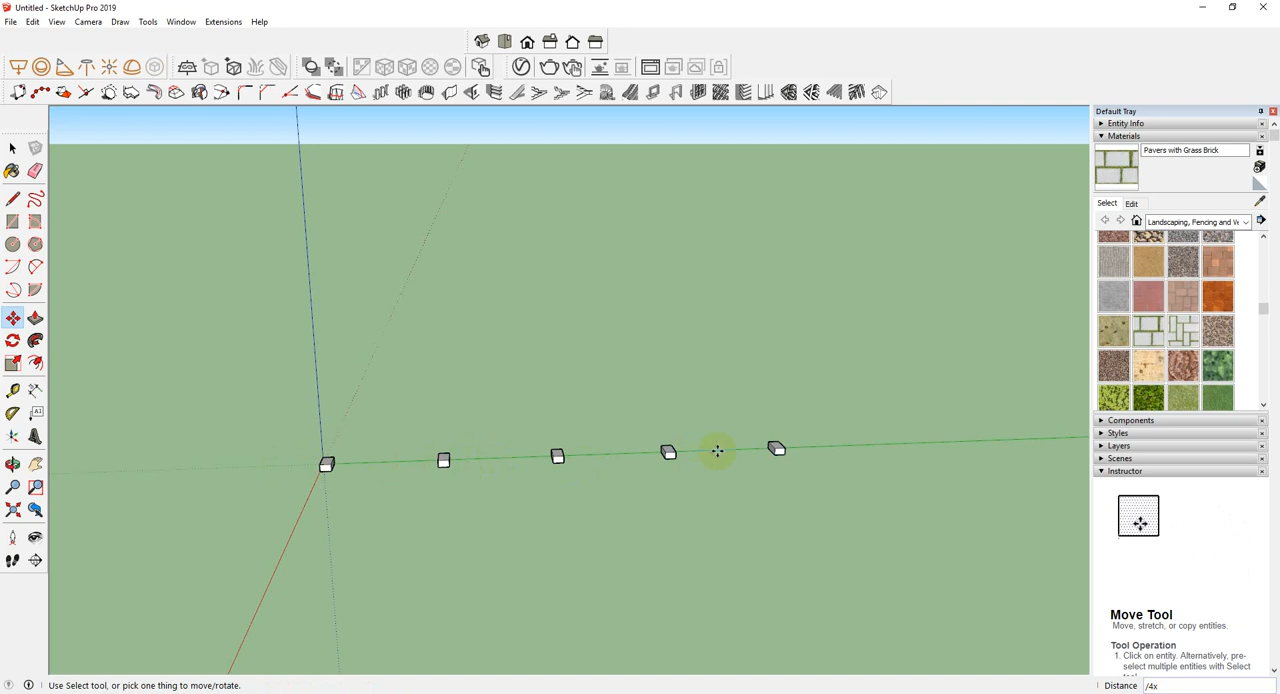 Untitled - SketchUp Pro 2019
File Edit View Camera Draw Tools Window Extensions Help
Default Tray
Entity Info
Materials
Pavers with Grass Brick
Select Edit
Landscaping, Fencing and Ve
Components
Styles
Layers
Scenes
Instructor
Move Tool
Move, stretch, or copy entities.
Tool Operation
1. Click on entity. Alternatively, pre-
select multiple entities with Select
Use Select tool, or pick one thing to move/rotate.
Distance /4x